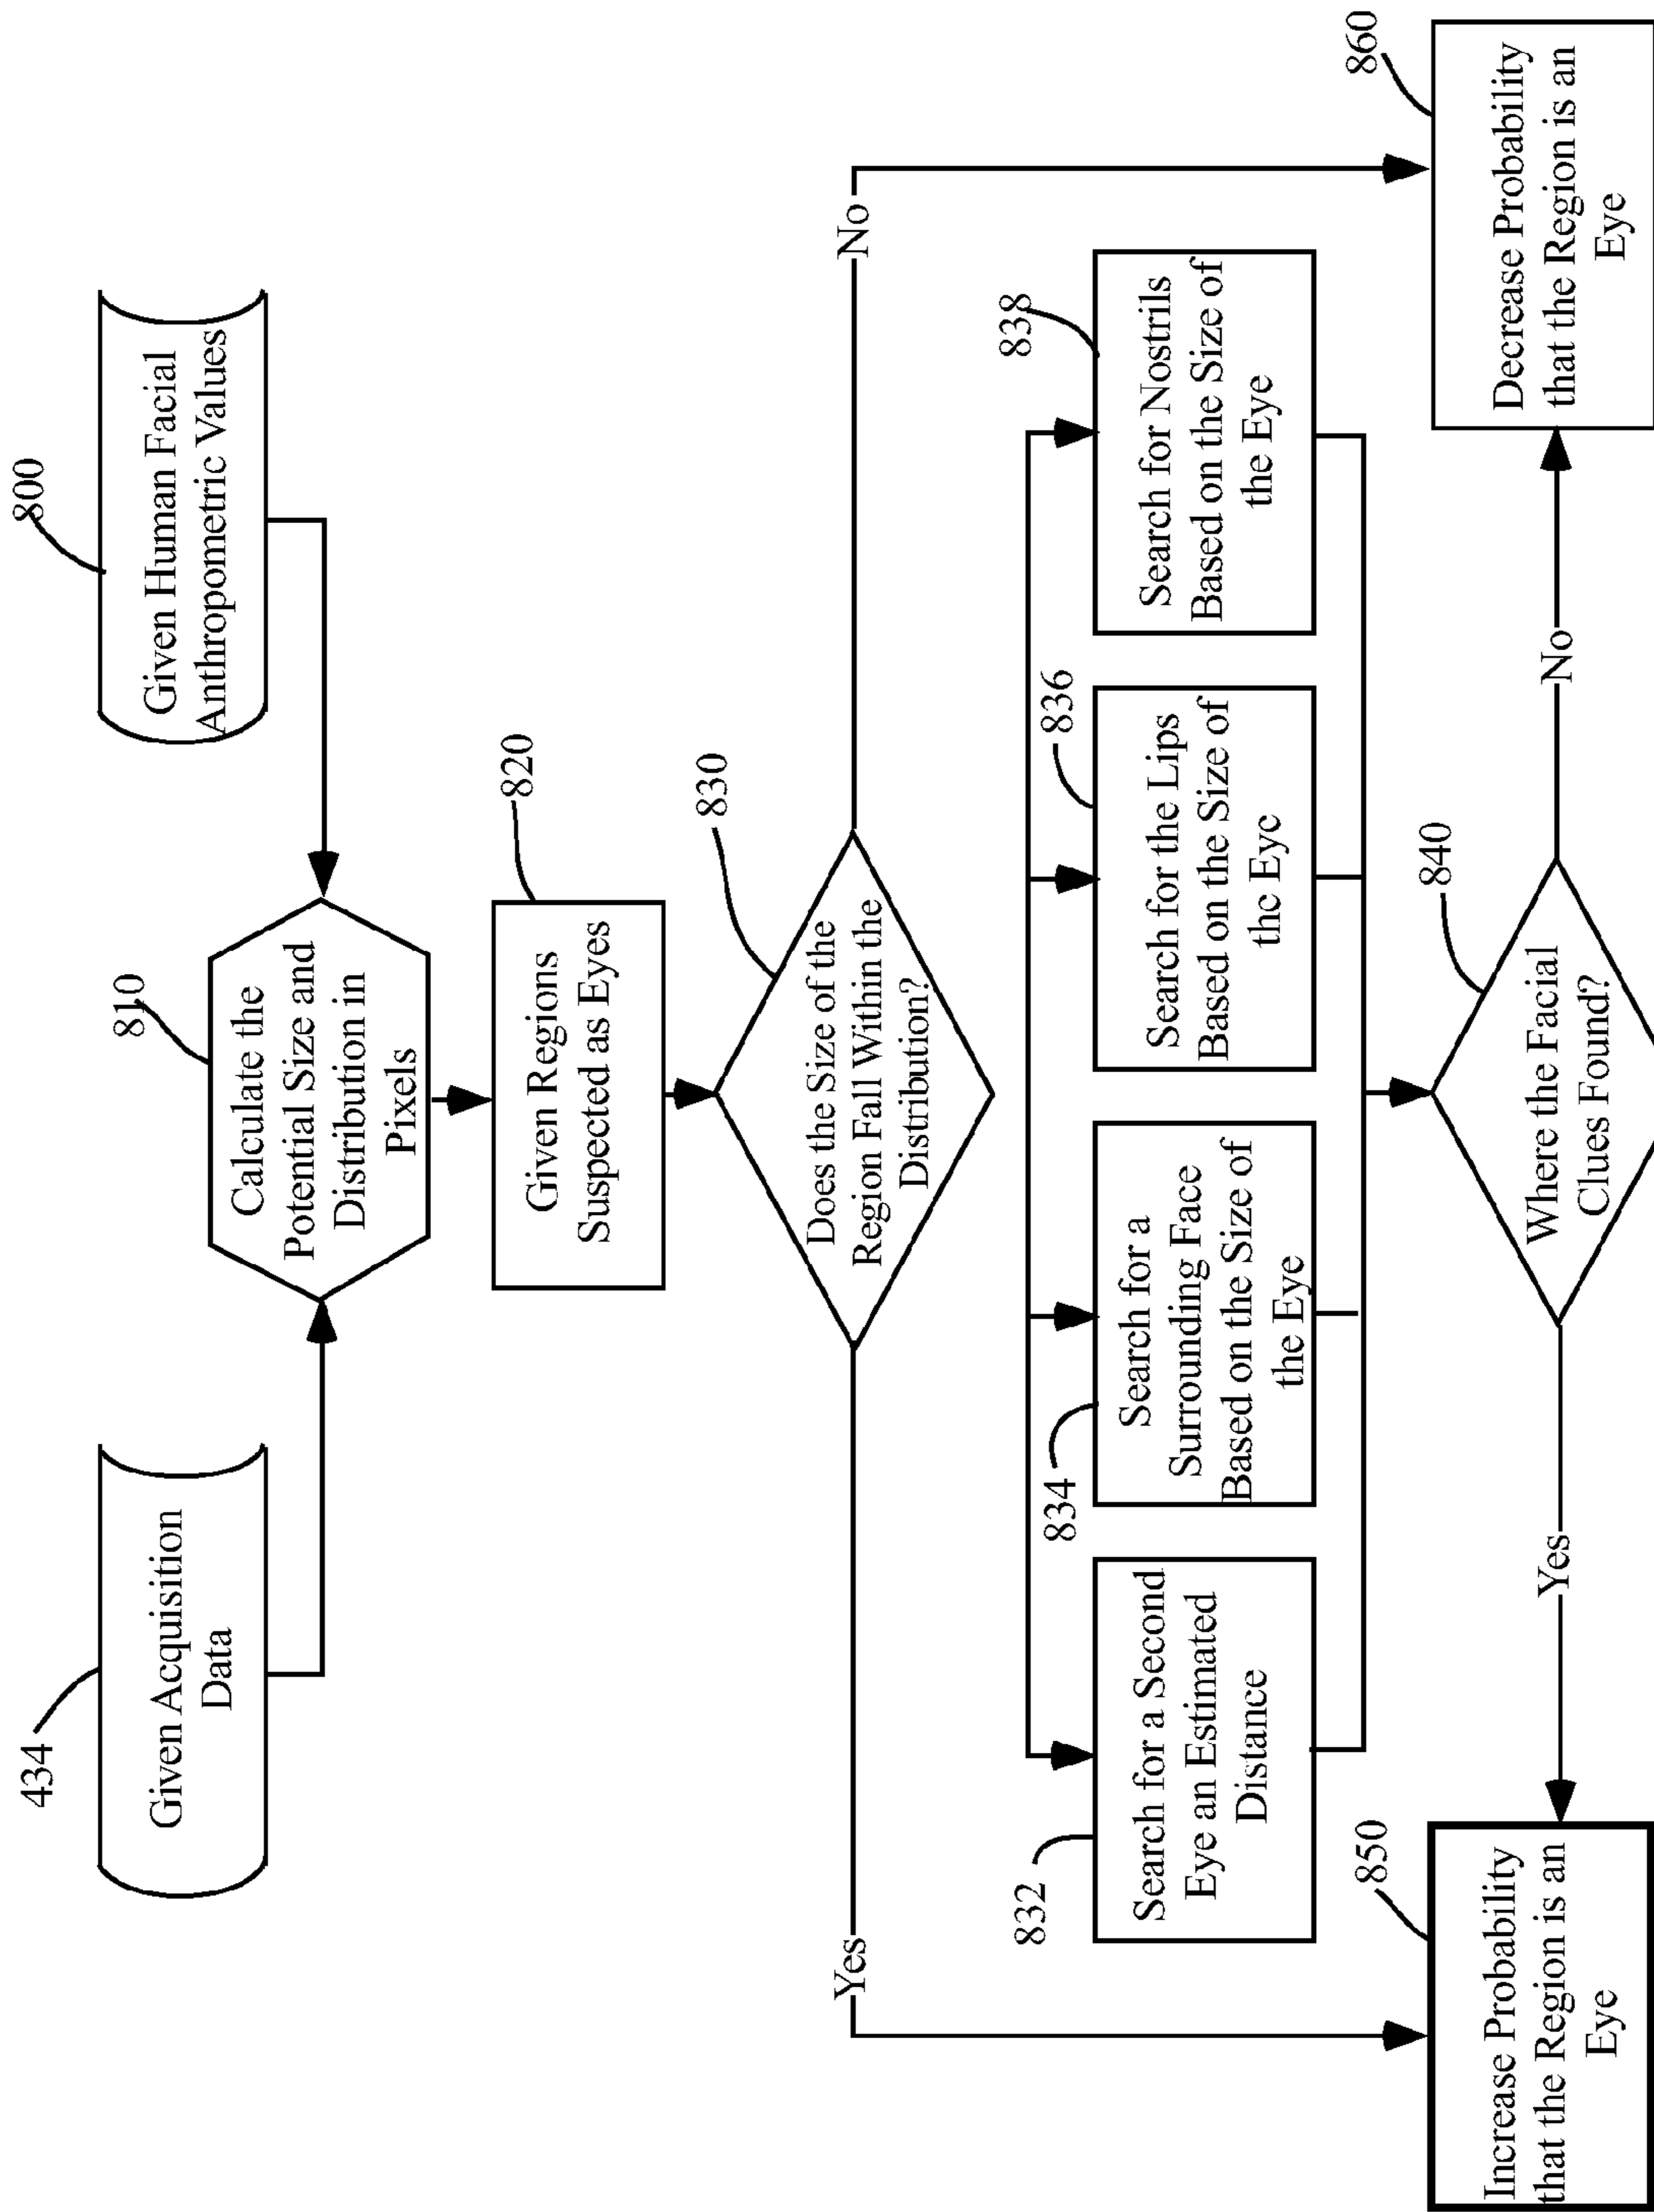 434
Given Acquisition
Data
800
Given Human Facial
Anthropometric Values
810
Calculate the
Potential Size and
Distribution in
Pixels
820
Given Regions
Suspected as Eyes
830
Does the Size of the
Region Fall Within the
Distribution?
Yes
No
832
Search for a Second
Eye an Estimated
Distance
834
Search for a
Surrounding Face
Based on the Size of
the Eye
836
Search for the Lips
Based on the Size of
the Eye
838
Search for Nostrils
Based on the Size of
the Eye
840
Where the Facial
Clues Found?
Yes
No
850
Increase Probability
that the Region is an
Eye
860
Decrease Probability
that the Region is an
Eye